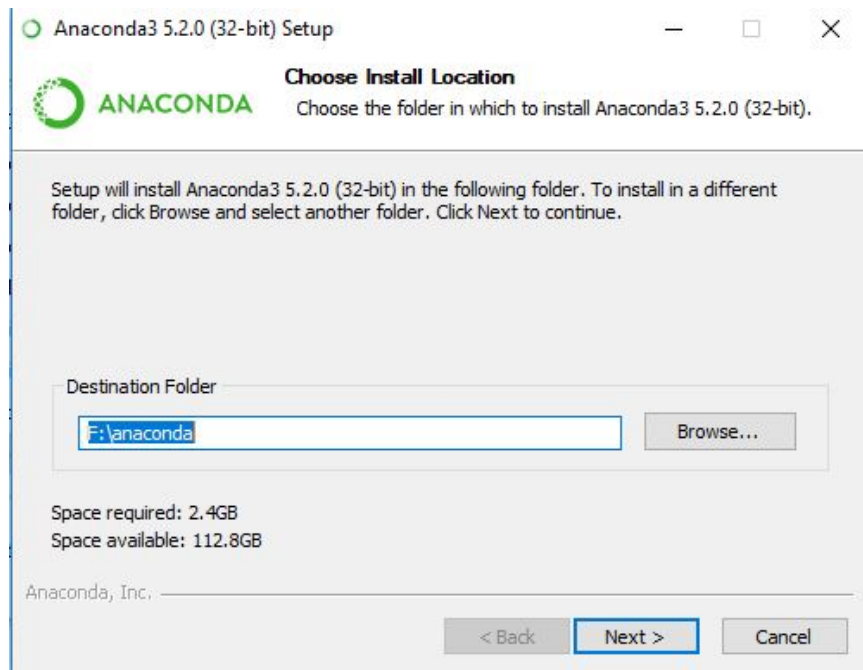 Anaconda3 5.2.0 (32-bit) Setup
ANACONDA
Choose Install Location
Choose the folder in which to install Anaconda3 5.2.0 (32-bit).
Setup will install Anaconda3 5.2.0 (32-bit) in the following folder. To install in a different
folder, click Browse and select another folder. Click Next to continue.
Destination Folder
F:\anaconda
Browse...
Space required: 2.4GB
Space available: 112.8GB
Anaconda, Inc.
< Back
Next >
Cancel